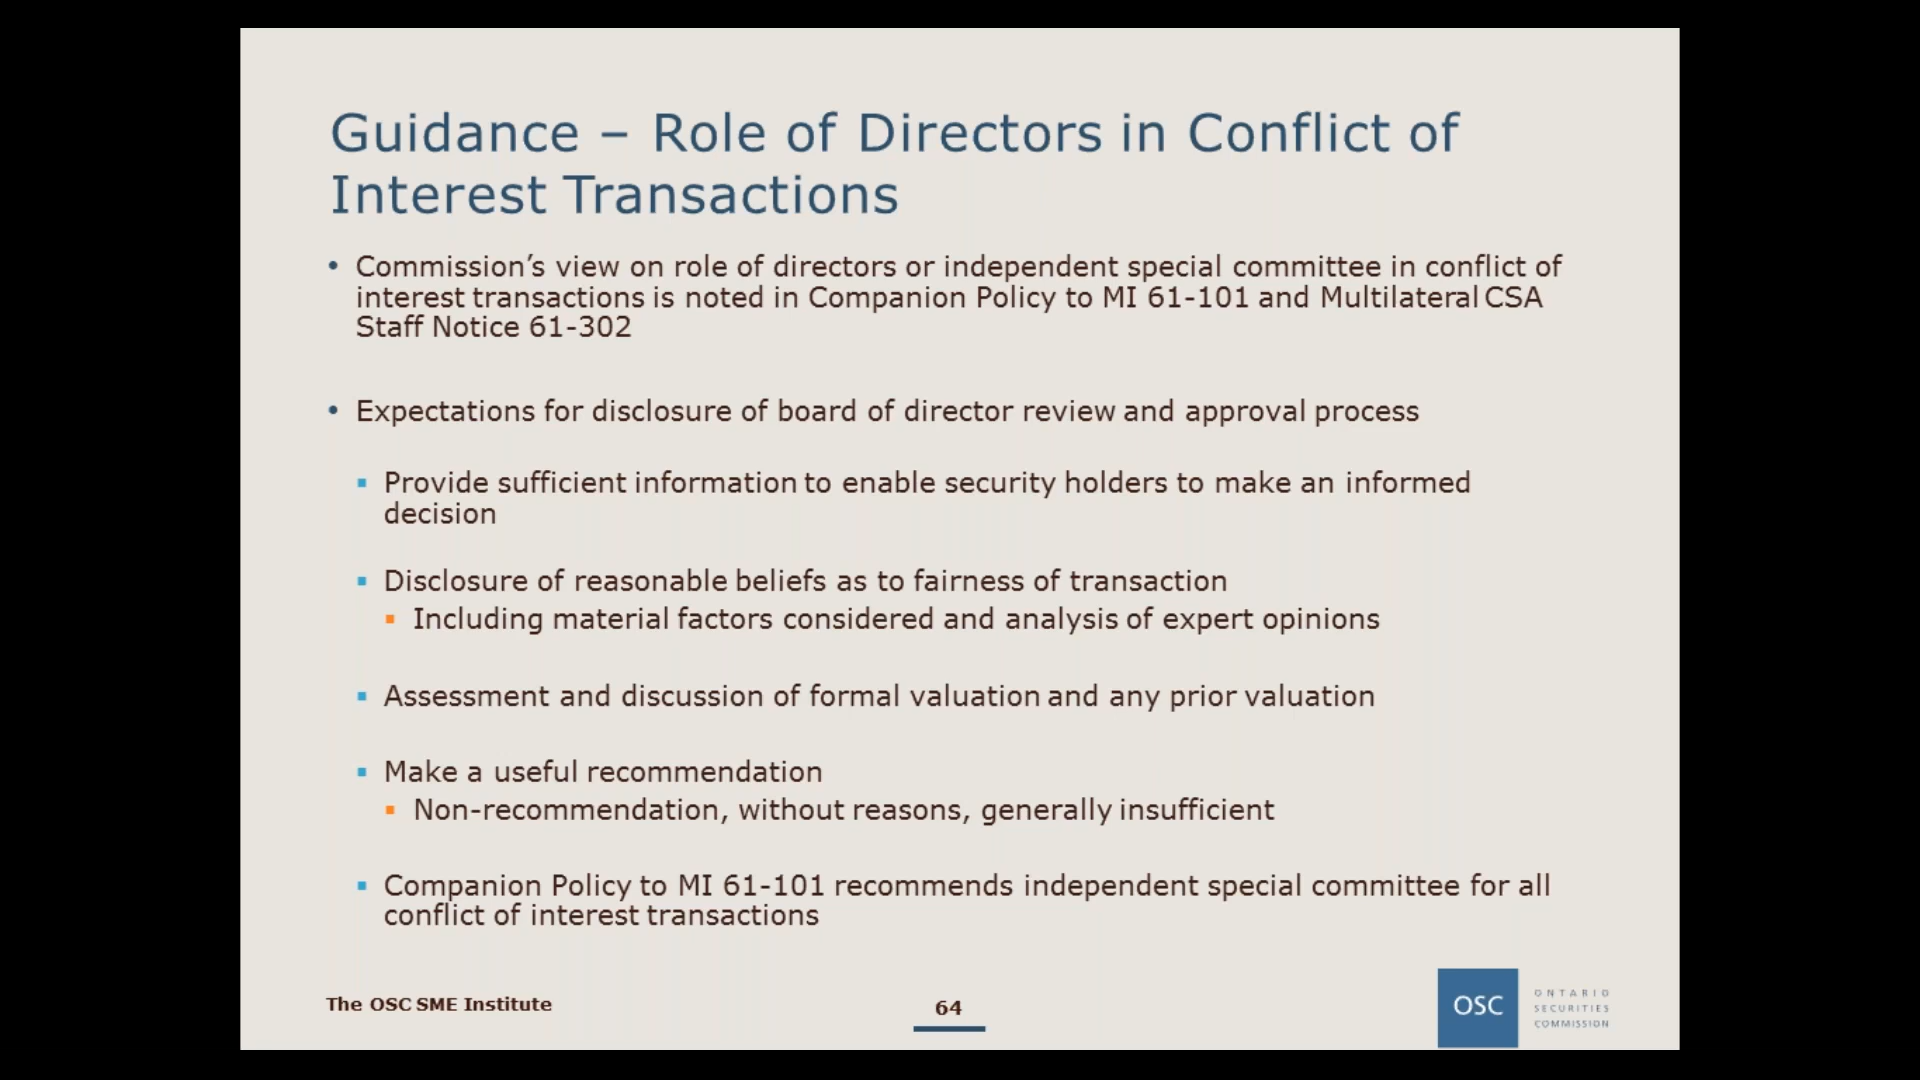 Guidance – Role of Directors in Conflict of
Interest Transactions
• Commission’s view on role of directors or independent special committee in conflict of
interest transactions is noted in Companion Policy to MI 61-101 and Multilateral CSA
Staff Notice 61-302
• Expectations for disclosure of board of director review and approval process
▪ Provide sufficient information to enable security holders to make an informed
decision
▪ Disclosure of reasonable beliefs as to fairness of transaction
▪ Including material factors considered and analysis of expert opinions
▪ Assessment and discussion of formal valuation and any prior valuation
▪ Make a useful recommendation
▪ Non-recommendation, without reasons, generally insufficient
▪ Companion Policy to MI 61-101 recommends independent special committee for all
conflict of interest transactions
The OSC SME Institute
64
OSC
ONTARIO
SECURITIES
COMMISSION